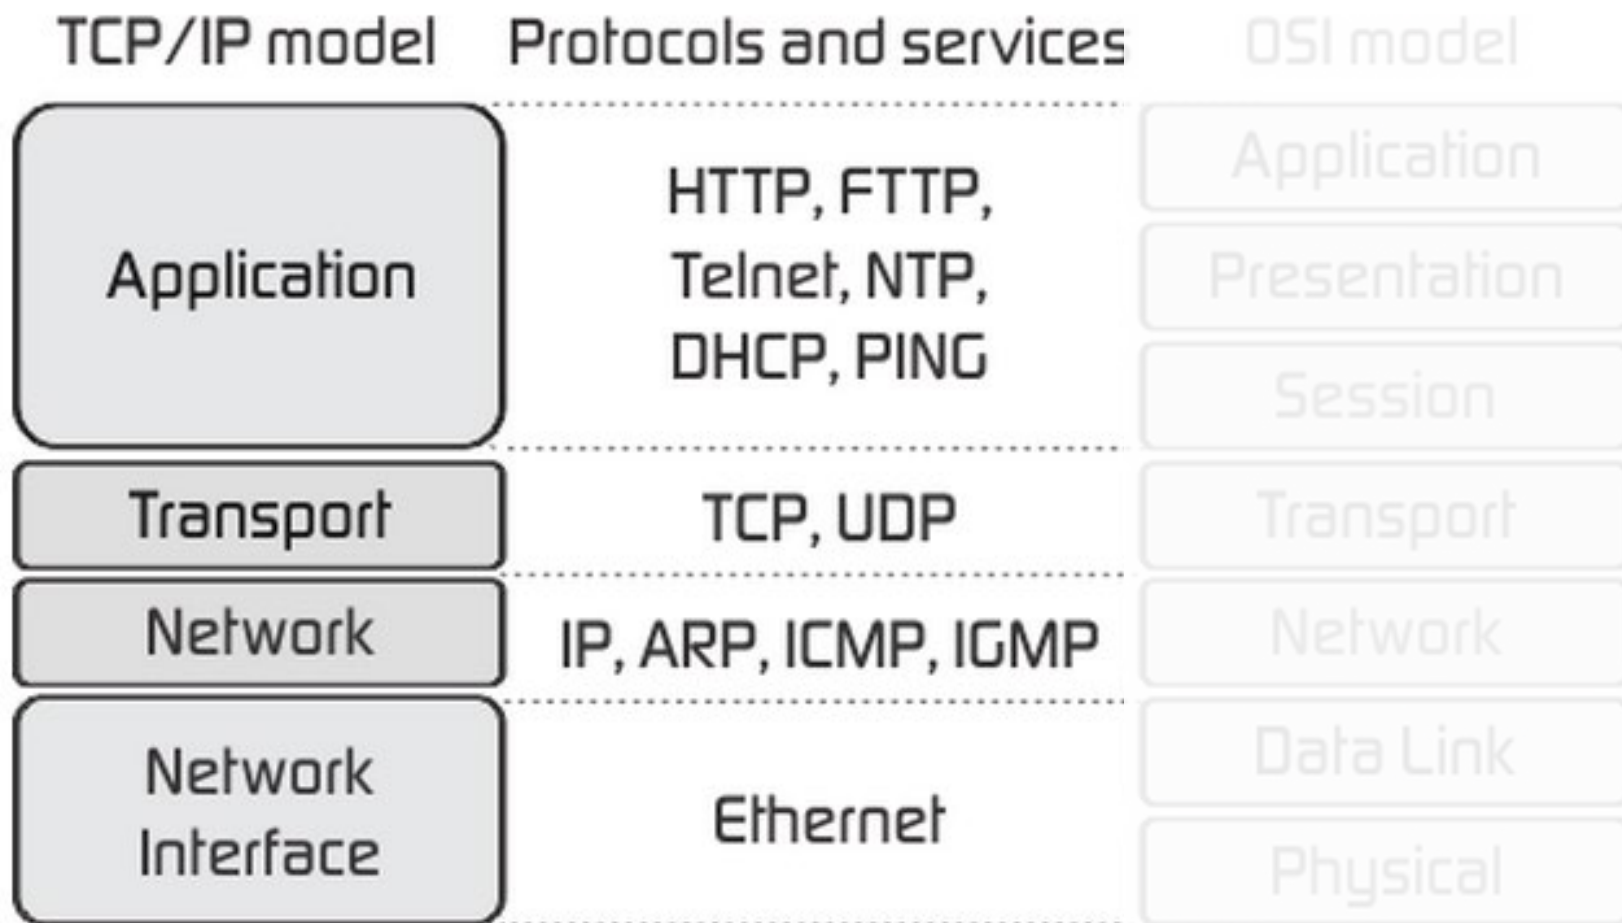 TCP/IP model
Protocols and services
OSI model
Application
HTTP, FTTP,
Telnet, NTP,
DHCP, PING
Transport
TCP, UDP
Network
IP, ARP, ICMP, IGMP
Network
Interface
Ethernet
Application
Presentation
Session
Transport
Network
Data Link
Physical